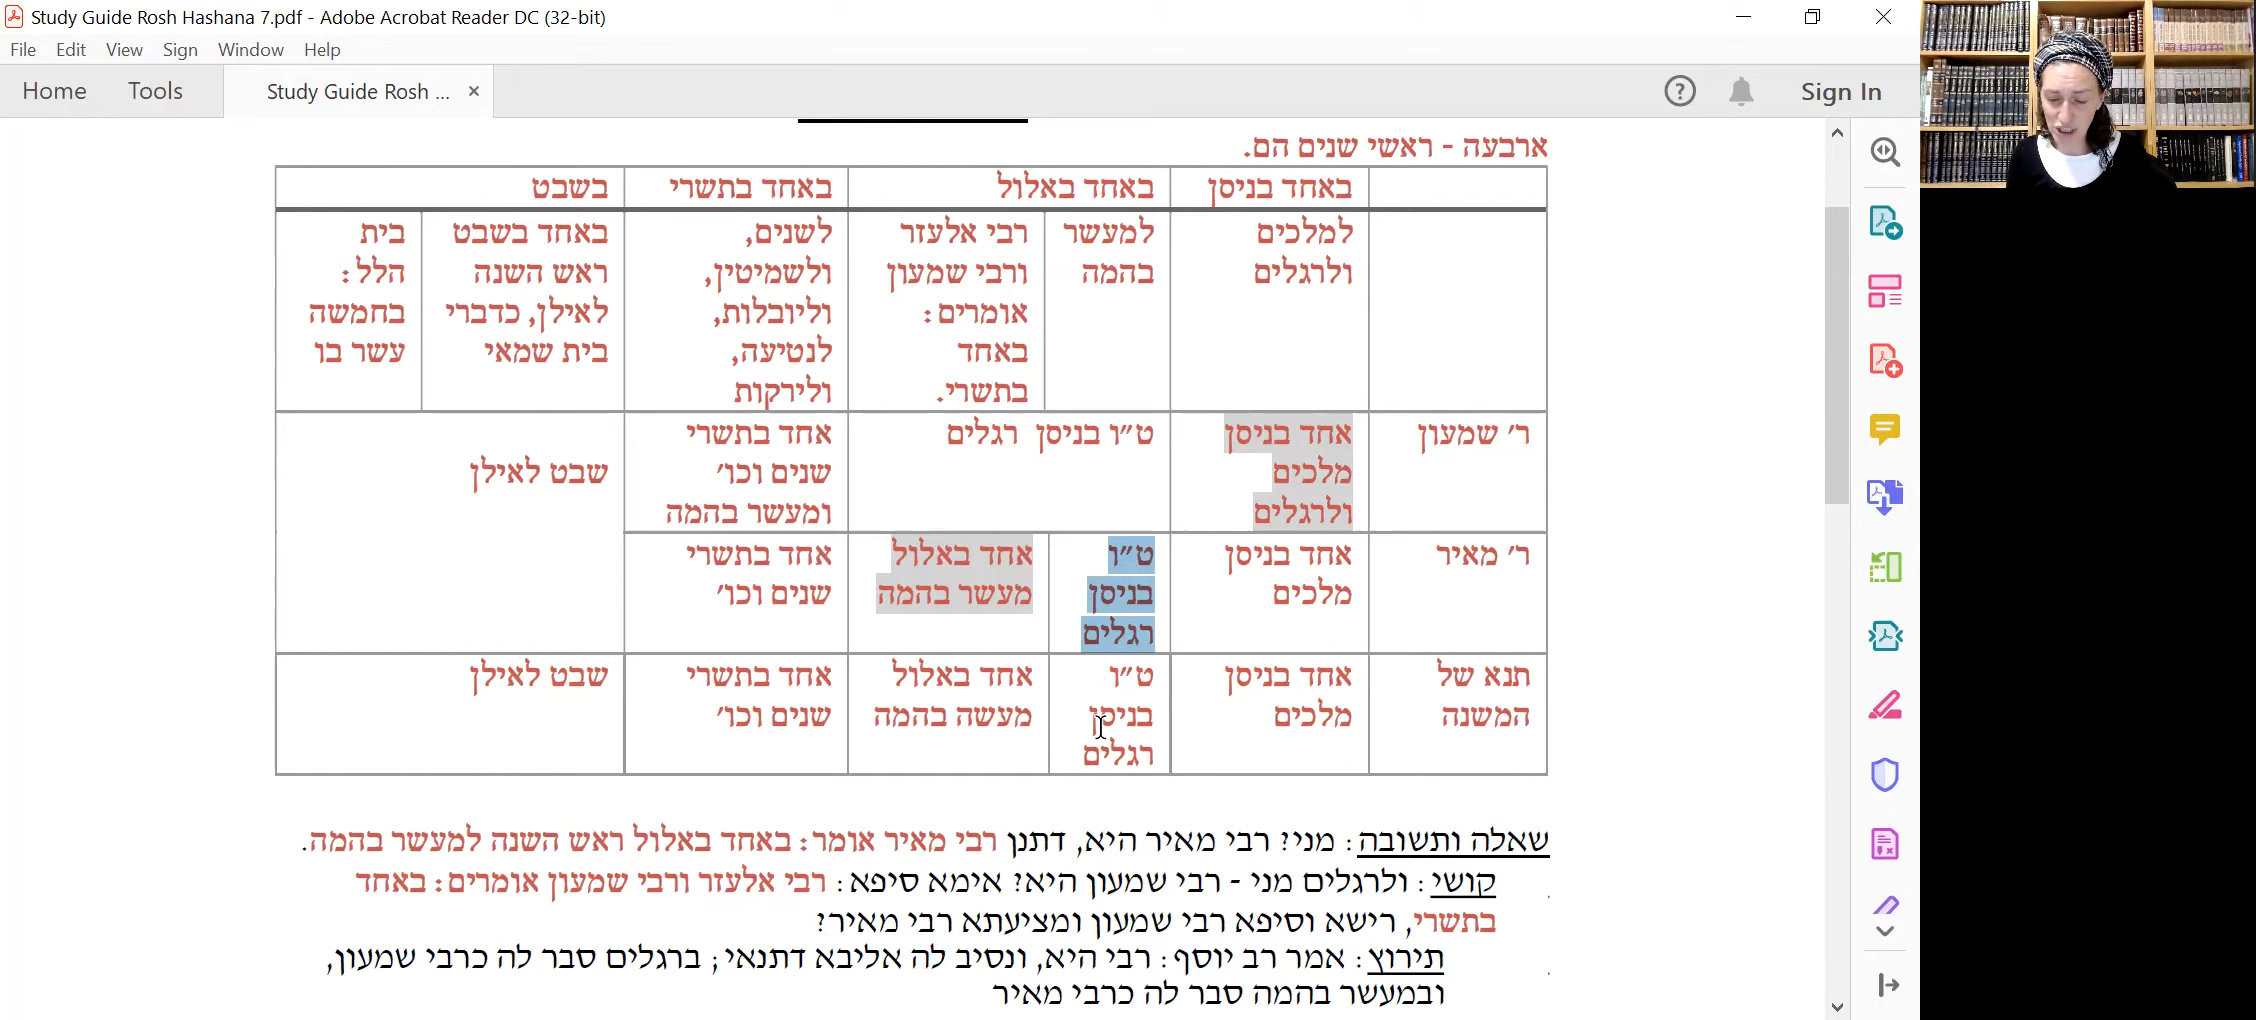 Study Guide Rosh Hashana 7.pdf - Adobe Acrobat Reader DC (32-bit)
File Edit View Sign Window Help
Home Tools Study Guide Rosh ... × Sign In
ארבעה - ראשי שנים הם.
באחד בניסן באחד באלול באחד בתשרי בשבט
למלכים
ולרגלים
למעשר
בהמה
רבי אלעזר
ורבי שמעון
אומרים:
באחד
בתשרי.
לשנים,
ולשמיטין,
וליובלות,
לנטיעה,
ולירקות
באחד בשבט
ראש השנה
לאילן, כדברי
בית שמאי
בית
הלל:
בחמשה
עשר בו
ר׳ שמעון
אחד בניסן
מלכים
ולרגלים
ט״ו בניסן רגלים
אחד בתשרי
שנים וכו׳
ומעשר בהמה
שבט לאילן
ר׳ מאיר
אחד בניסן
מלכים
ט״ו
בניסן
רגלים
אחד באלול
מעשר בהמה
אחד בתשרי
שנים וכו׳
תנא של
המשנה
אחד בניסן
מלכים
ט״ו
בניסן
רגלים
אחד באלול
מעשה בהמה
אחד בתשרי
שנים וכו׳
שבט לאילן
שאלה ותשובה: מני? רבי מאיר היא, דתנן רבי מאיר אומר: באחד באלול ראש השנה למעשר בהמה.
קושי: ולרגלים מני - רבי שמעון היא? אימא סיפא: רבי אלעזר ורבי שמעון אומרים: באחד
בתשרי, רישא וסיפא רבי שמעון ומציעתא רבי מאיר?
תירוץ: אמר רב יוסף: רבי היא, ונסיב לה אליבא דתנאי; ברגלים סבר לה כרבי שמעון,
ובמעשר בהמה סבר לה כרבי מאיר